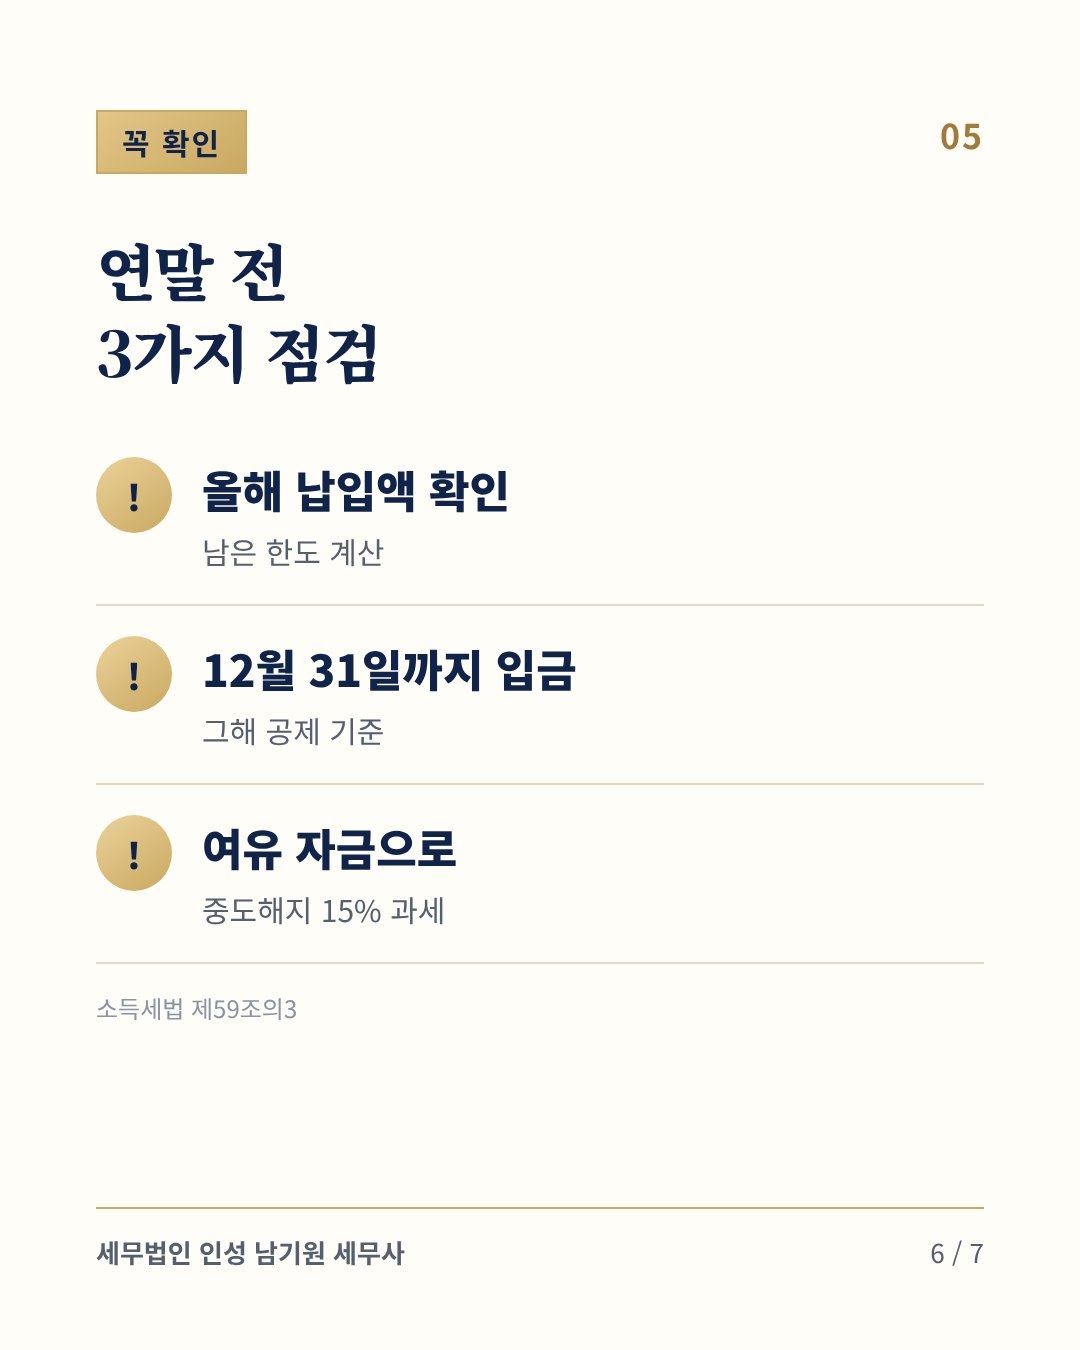 꼭 확인
05
연말 전
3가지 점검
!
올해 납입액 확인
남은 한도 계산
!
12월 31일까지 입금
그해 공제 기준
!
여유 자금으로
중도해지 15% 과세
소득세법 제59조의3
세무법인 인성 남기원 세무사
6 / 7